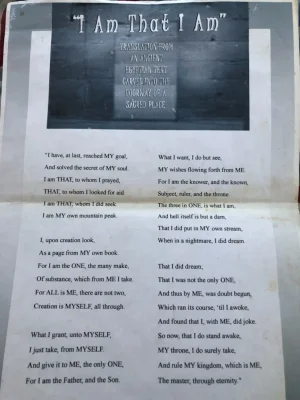 "I Am That I Am"
TRANSLATION FROM
AN ANCIENT
EGYPTIAN TEXT
CARVED INTO THE
DOORWAY OF A
SACRED PLACE
"I have, at last, reached MY goal,
And solved the secret of MY soul.
I am THAT, to whom I prayed,
THAT, to whom I looked for aid.
I am THAT, whom I did seek.
I am MY own mountain peak.
I, upon creation look,
As a page from MY own book.
For I am the ONE, the many make,
Of substance, from which ME I take.
For ALL is ME, there are not two,
Creation is MYSELF, all through.
What I grant, unto MYSELF,
I just take, from MYSELF.
And give it to ME, the only ONE,
For I am the Father, and the Son.
What I want, I do but see,
MY wishes flowing forth from ME.
For I am the knower, and the known,
Subject, ruler, and the throne.
The three in ONE, is what I am,
And hell itself is but a dam,
That I did put in MY own stream,
When in a nightmare, I did dream.
That I did dream,
That I was not the only ONE,
And thus by ME, was doubt begun,
Which ran its course, 'til I awoke,
And found that I, with ME, did joke.
So now, that I do stand awake,
MY throne, I do surely take,
And rule MY kingdom, which is ME,
The master, through eternity."